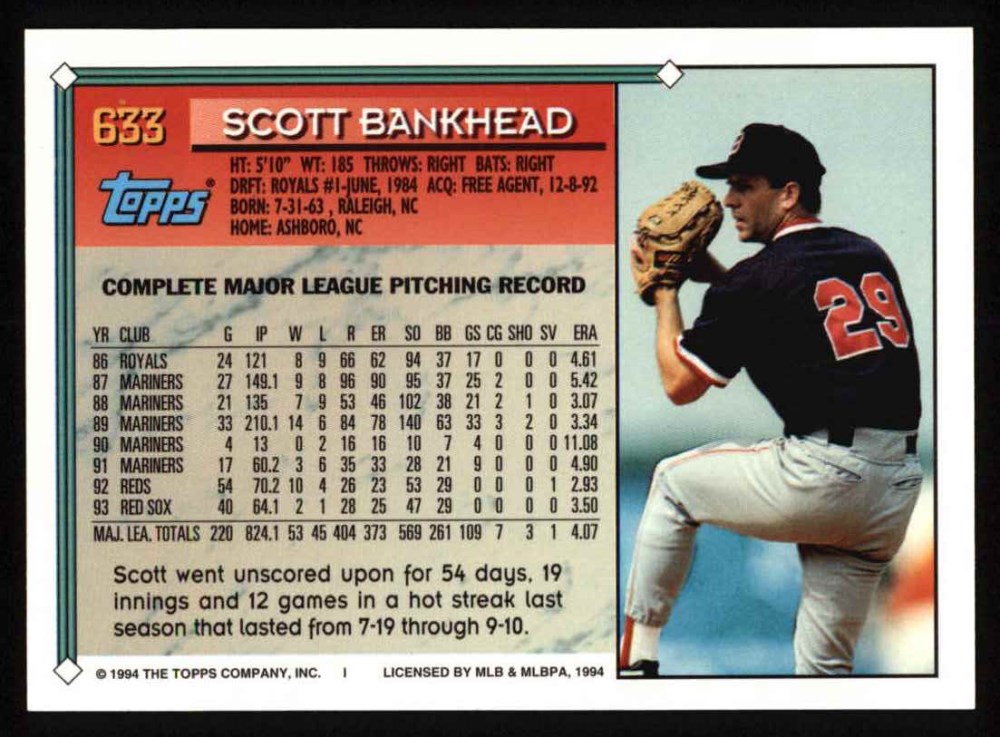 633 SCOTT BANKHEAD
Topps®
HT: 5'10" WT: 185 THROWS: RIGHT BATS: RIGHT
DRFT: ROYALS #1-JUNE, 1984 ACQ: FREE AGENT, 12-8-92
BORN: 7-31-63 , RALEIGH, NC
HOME: ASHBORO, NC
COMPLETE MAJOR LEAGUE PITCHING RECORD
YR CLUB G IP W L R ER SO BB GS CG SHO SV ERA
86 ROYALS 24 121 8 9 66 62 94 37 17 0 0 0 4.61
87 MARINERS 27 149.1 9 8 96 90 95 37 25 2 0 0 5.42
88 MARINERS 21 135 7 9 53 46 102 38 21 2 1 0 3.07
89 MARINERS 33 210.1 14 6 84 78 140 63 33 3 2 0 3.34
90 MARINERS 4 13 0 2 16 16 10 7 4 0 0 0 11.08
91 MARINERS 17 60.2 3 6 35 33 28 21 9 0 0 0 4.90
92 REDS 54 70.2 10 4 26 23 53 29 0 0 0 1 2.93
93 RED SOX 40 64.1 2 1 28 25 47 29 0 0 0 0 3.50
MAJ. LEA. TOTALS 220 824.1 53 45 404 373 569 261 109 7 3 1 4.07
Scott went unscored upon for 54 days, 19
innings and 12 games in a hot streak last
season that lasted from 7-19 through 9-10.
© 1994 THE TOPPS COMPANY, INC. I LICENSED BY MLB & MLBPA, 1994
29